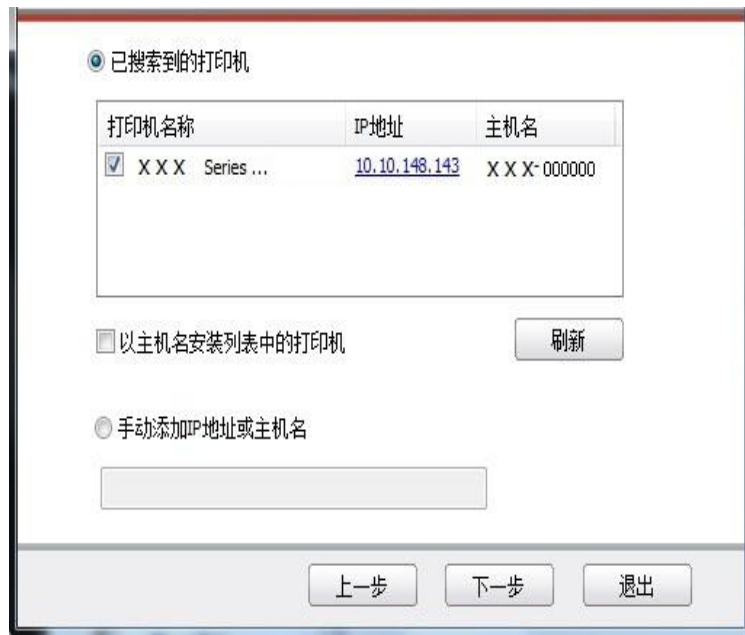 已搜索到的打印机
打印机名称 IP地址 主机名
X X X Series ... 10.10.148.143 X X X-000000
以主机名安装列表中的打印机 刷新
手动添加IP地址或主机名
上一步 下一步 退出